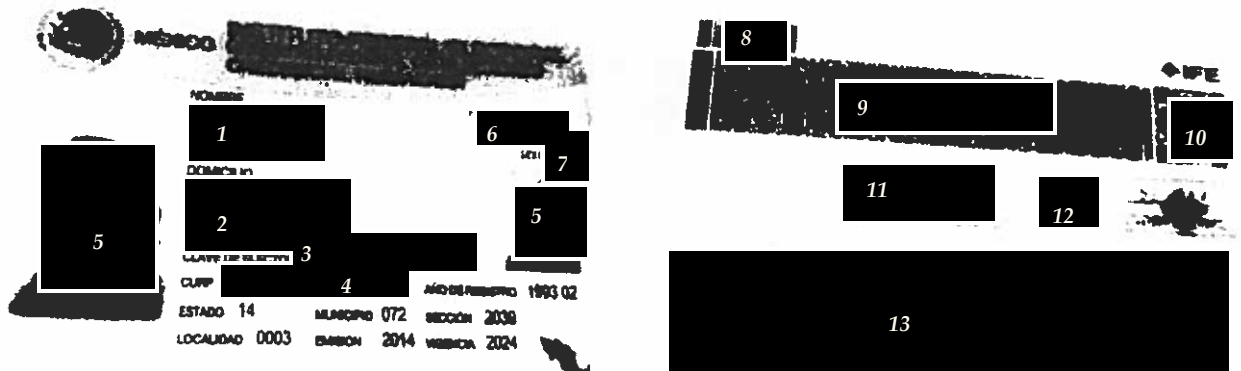 MÉXICO
NOMBRE
1
6
7
DOMICILIO
5
2
5
CLAVE DE ELECTOR
3
CURP
4
AÑO DE REGISTRO 1993 02
ESTADO 14 MUNICIPIO 072 SECCIÓN 2039
LOCALIDAD 0003 EMISIÓN 2014 VIGENCIA 2024
8
IFE
9
10
11
12
13